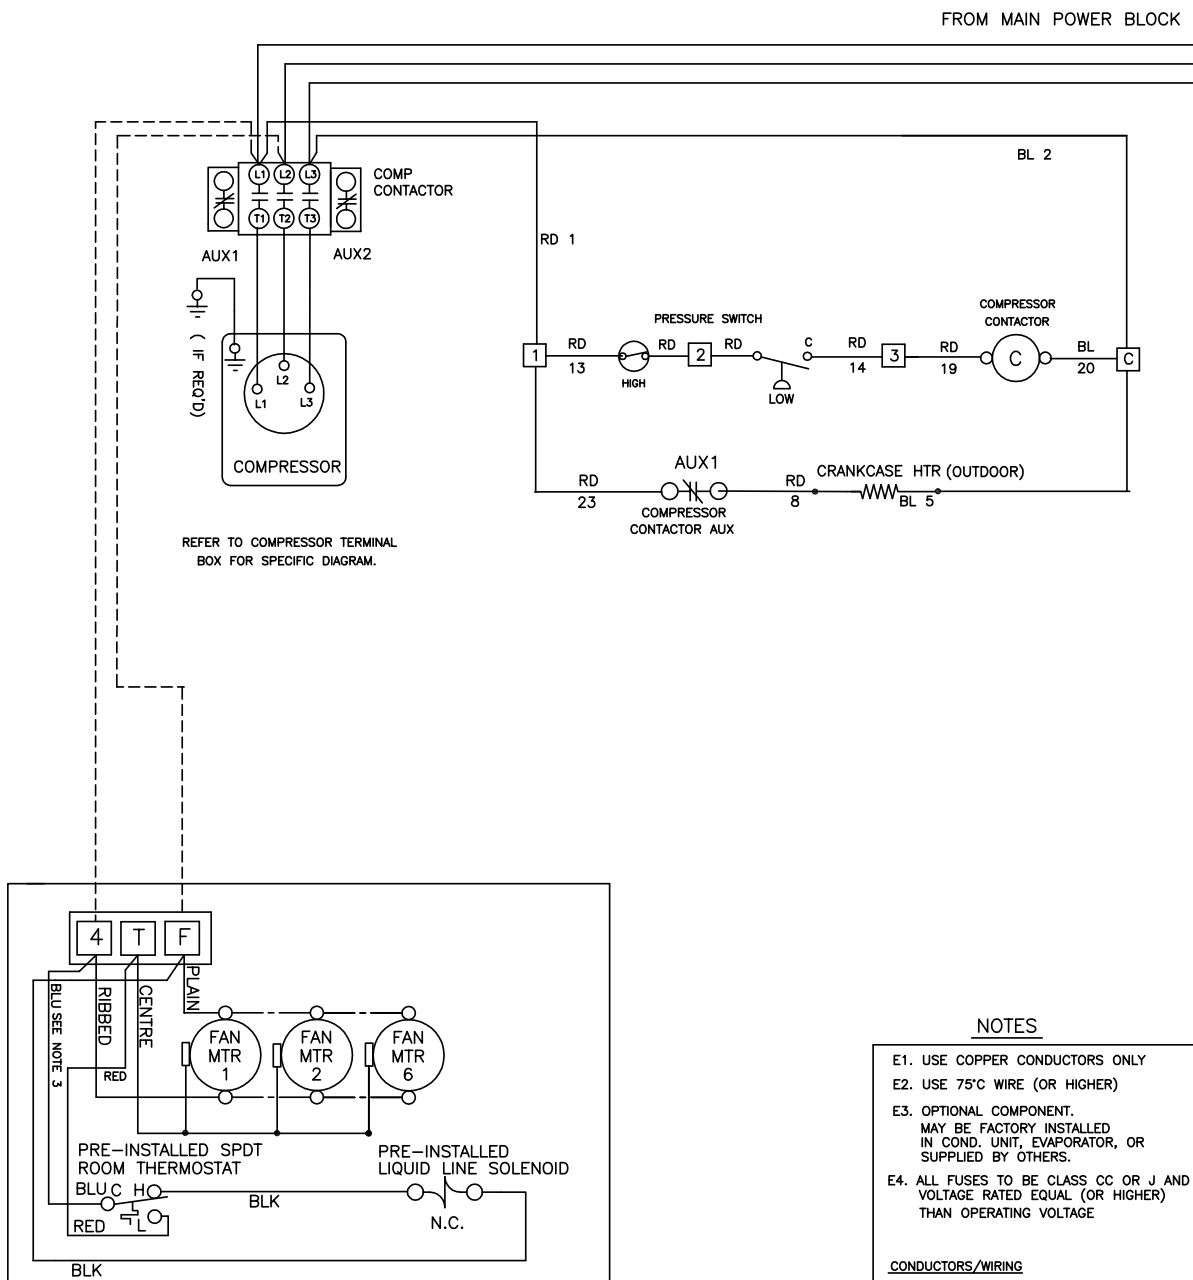 FROM MAIN POWER BLOCK
BL 2
L1 L2 L3
COMP
CONTACTOR
T1 T2 T3
AUX1
AUX2
RD 1
( IF REQ'D)
L2
L1
L3
COMPRESSOR
REFER TO COMPRESSOR TERMINAL
BOX FOR SPECIFIC DIAGRAM.
COMPRESSOR
CONTACTOR
PRESSURE SWITCH
1 RD RD 2 RD C RD 3 RD C BL C
13 14 19 20
HIGH
LOW
AUX1
CRANKCASE HTR (OUTDOOR)
RD RD
23 8 BL 5
COMPRESSOR
CONTACTOR AUX
4 T F
BLU SEE NOTE 3
RIBBED
RED
CENTRE
PLAIN
FAN
MTR
1
FAN
MTR
2
FAN
MTR
6
PRE-INSTALLED SPDT
ROOM THERMOSTAT
PRE-INSTALLED
LIQUID LINE SOLENOID
BLU C H
BLK
RED L
N.C.
BLK
NOTES
E1. USE COPPER CONDUCTORS ONLY
E2. USE 75°C WIRE (OR HIGHER)
E3. OPTIONAL COMPONENT.
MAY BE FACTORY INSTALLED
IN COND. UNIT, EVAPORATOR, OR
SUPPLIED BY OTHERS.
E4. ALL FUSES TO BE CLASS CC OR J AND
VOLTAGE RATED EQUAL (OR HIGHER)
THAN OPERATING VOLTAGE
CONDUCTORS/WIRING